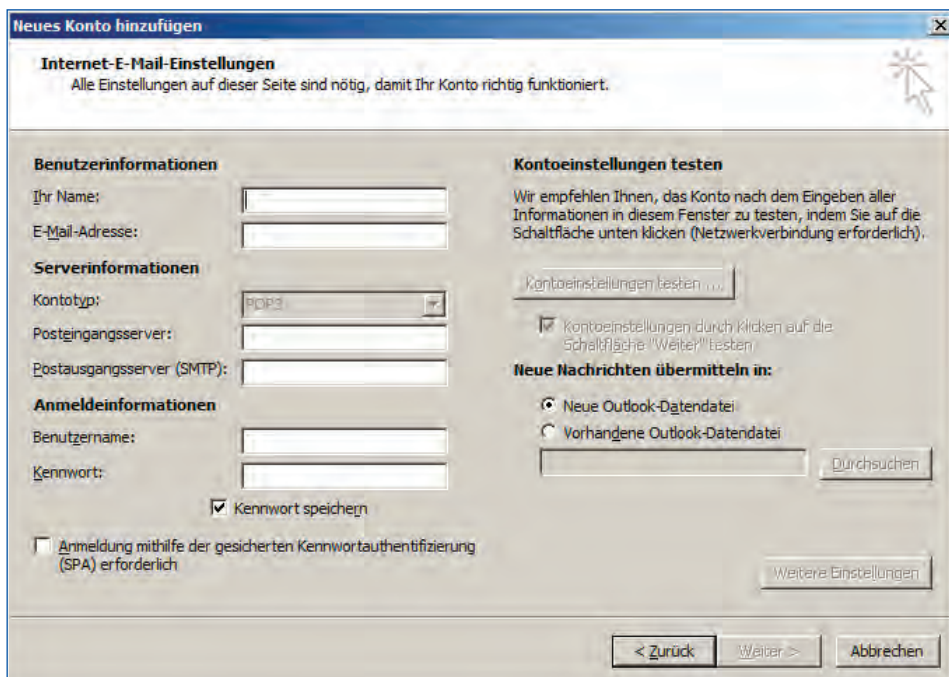 Neues Konto hinzufügen
Internet-E-Mail-Einstellungen
Alle Einstellungen auf dieser Seite sind nötig, damit Ihr Konto richtig funktioniert.
Benutzerinformationen
Ihr Name:
E-Mail-Adresse:
Serverinformationen
Kontotyp:
POP3
Posteingangsserver:
Postausgangsserver (SMTP):
Anmeldeinformationen
Benutzername:
Kennwort:
Kennwort speichern
Anmeldung mithilfe der gesicherten Kennwortauthentifizierung
(SPA) erforderlich
Kontoeinstellungen testen
Wir empfehlen Ihnen, das Konto nach dem Eingeben aller
Informationen in diesem Fenster zu testen, indem Sie auf die
Schaltfläche unten klicken (Netzwerkverbindung erforderlich).
Kontoeinstellungen testen ...
Kontoeinstellungen durch Klicken auf die
Schaltfläche "Weiter" testen
Neue Nachrichten übermitteln in:
Neue Outlook-Datendatei
Vorhandene Outlook-Datendatei
Durchsuchen
Weitere Einstellungen
< Zurück
Weiter >
Abbrechen